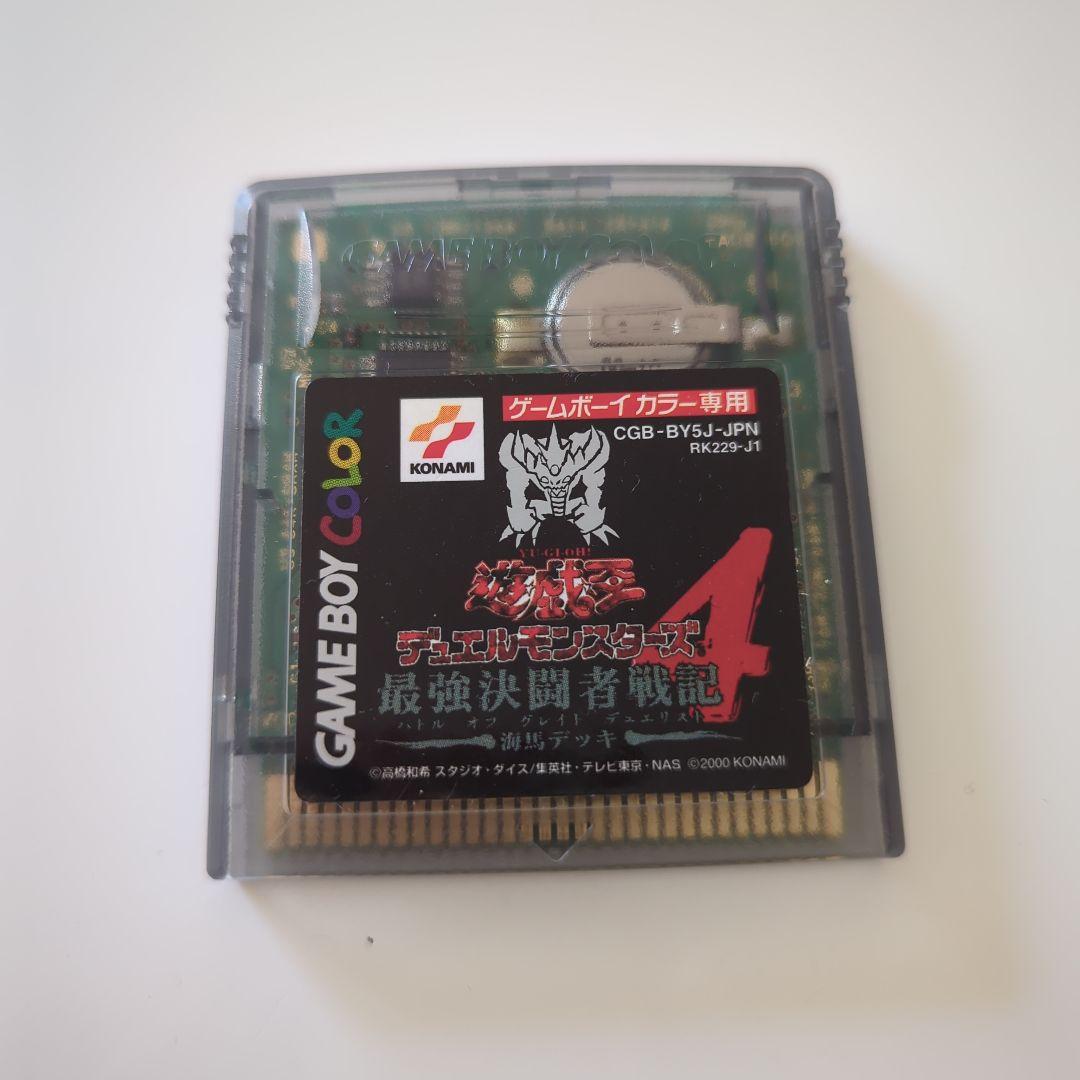 GAME BOY COLOR
GAME BOY COLOR
KONAMI
ゲームボーイカラー専用
CGB-BY5J-JPN
RK229-J1
YU-GI-OH!
遊戯王
デュエルモンスターズ
4
最強決闘者戦記
バトル オブ グレイト デュエリスト
海馬デッキ
©高橋和希 スタジオ・ダイス/集英社・テレビ東京・NAS ©2000 KONAMI